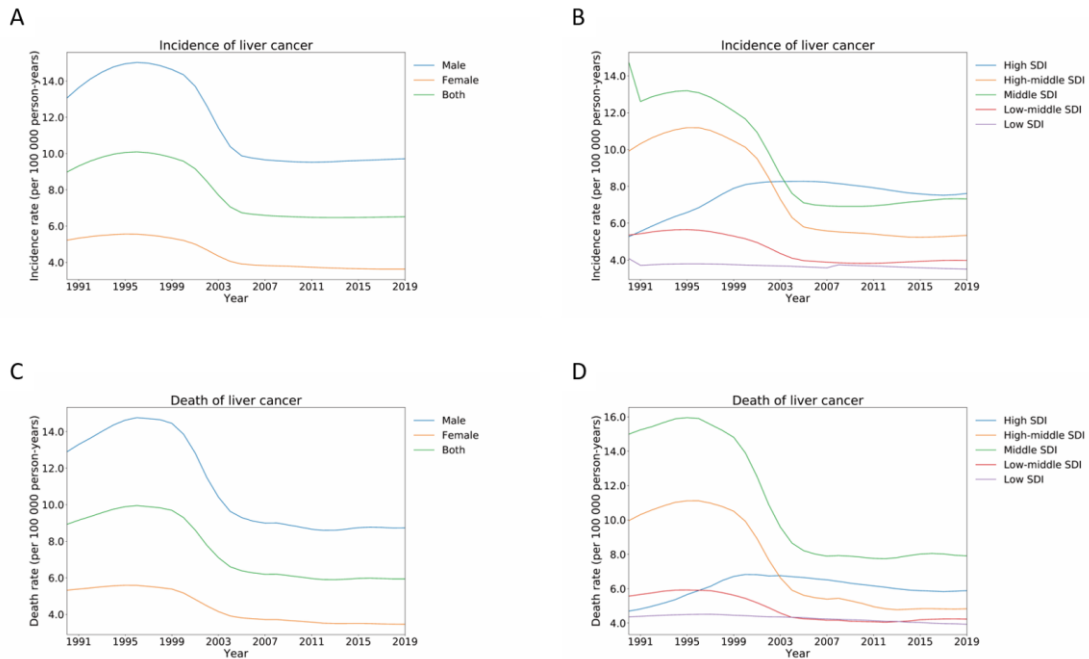 A
Incidence of liver cancer
Incidence rate (per 100 000 person-years)
14.0
12.0
10.0
8.0
6.0
4.0
1991 1995 1999 2003 2007 2011 2015 2019
Year
Male
Female
Both
B
Incidence of liver cancer
Incidence rate (per 100 000 person-years)
14.0
12.0
10.0
8.0
6.0
4.0
1991 1995 1999 2003 2007 2011 2015 2019
Year
High SDI
High-middle SDI
Middle SDI
Low-middle SDI
Low SDI
C
Death of liver cancer
Death rate (per 100 000 person-years)
14.0
12.0
10.0
8.0
6.0
4.0
1991 1995 1999 2003 2007 2011 2015 2019
Year
Male
Female
Both
D
Death of liver cancer
Death rate (per 100 000 person-years)
16.0
14.0
12.0
10.0
8.0
6.0
4.0
1991 1995 1999 2003 2007 2011 2015 2019
Year
High SDI
High-middle SDI
Middle SDI
Low-middle SDI
Low SDI